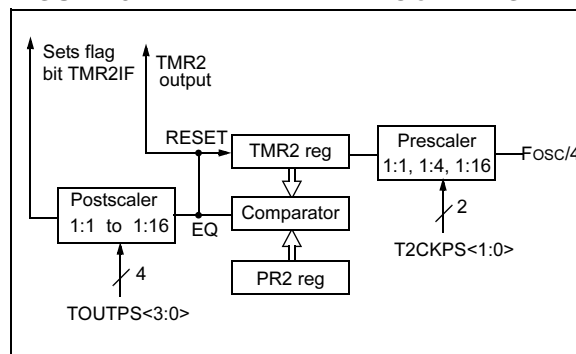 Sets flag
bit TMR2IF
TMR2
output
RESET
TMR2 reg
Prescaler
1:1, 1:4, 1:16
FOSC/4
Postscaler
1:1 to 1:16
EQ
Comparator
2
T2CKPS<1:0>
4
PR2 reg
TOUTPS<3:0>